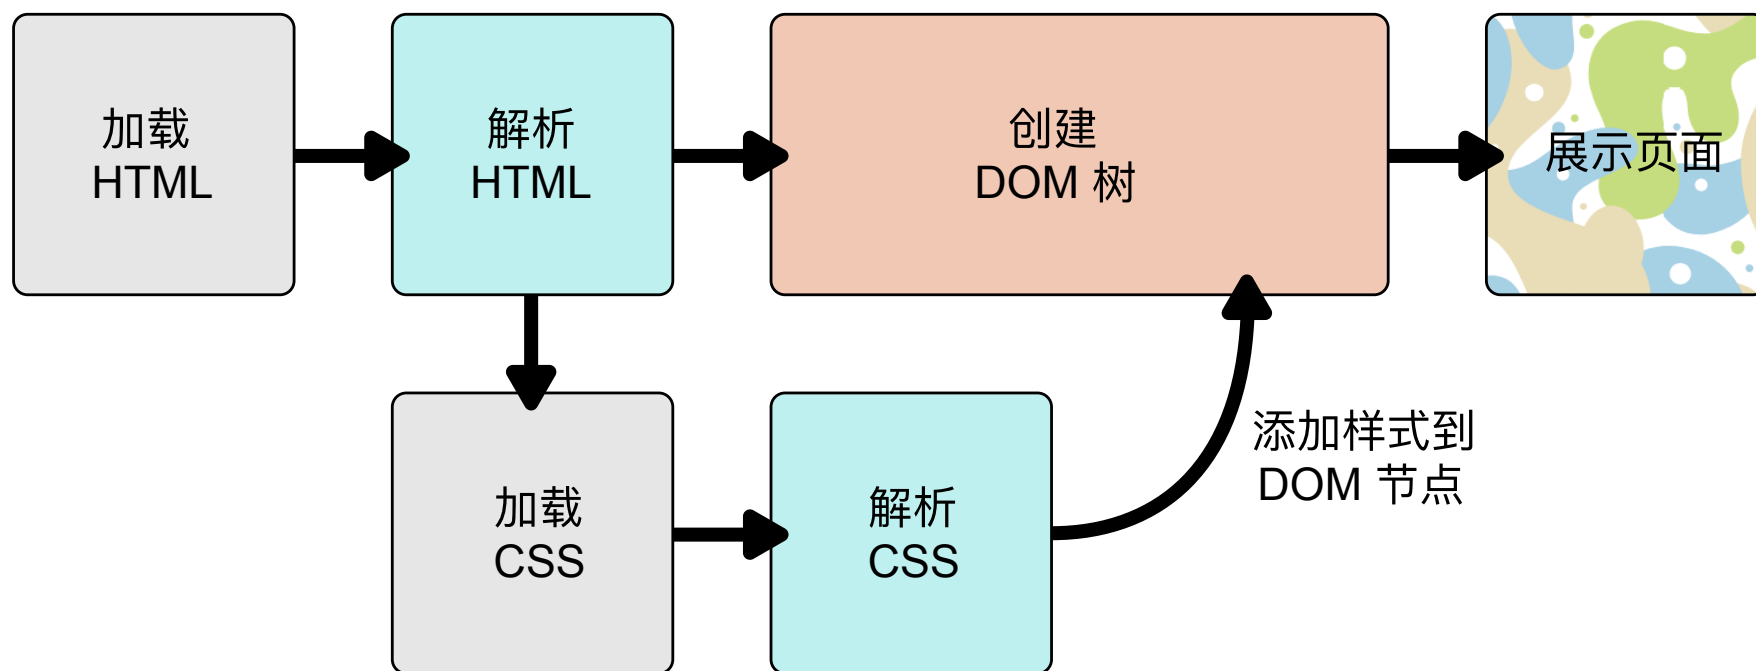 加载
HTML
解析
HTML
创建
DOM 树
展示页面
加载
CSS
解析
CSS
添加样式到
DOM 节点